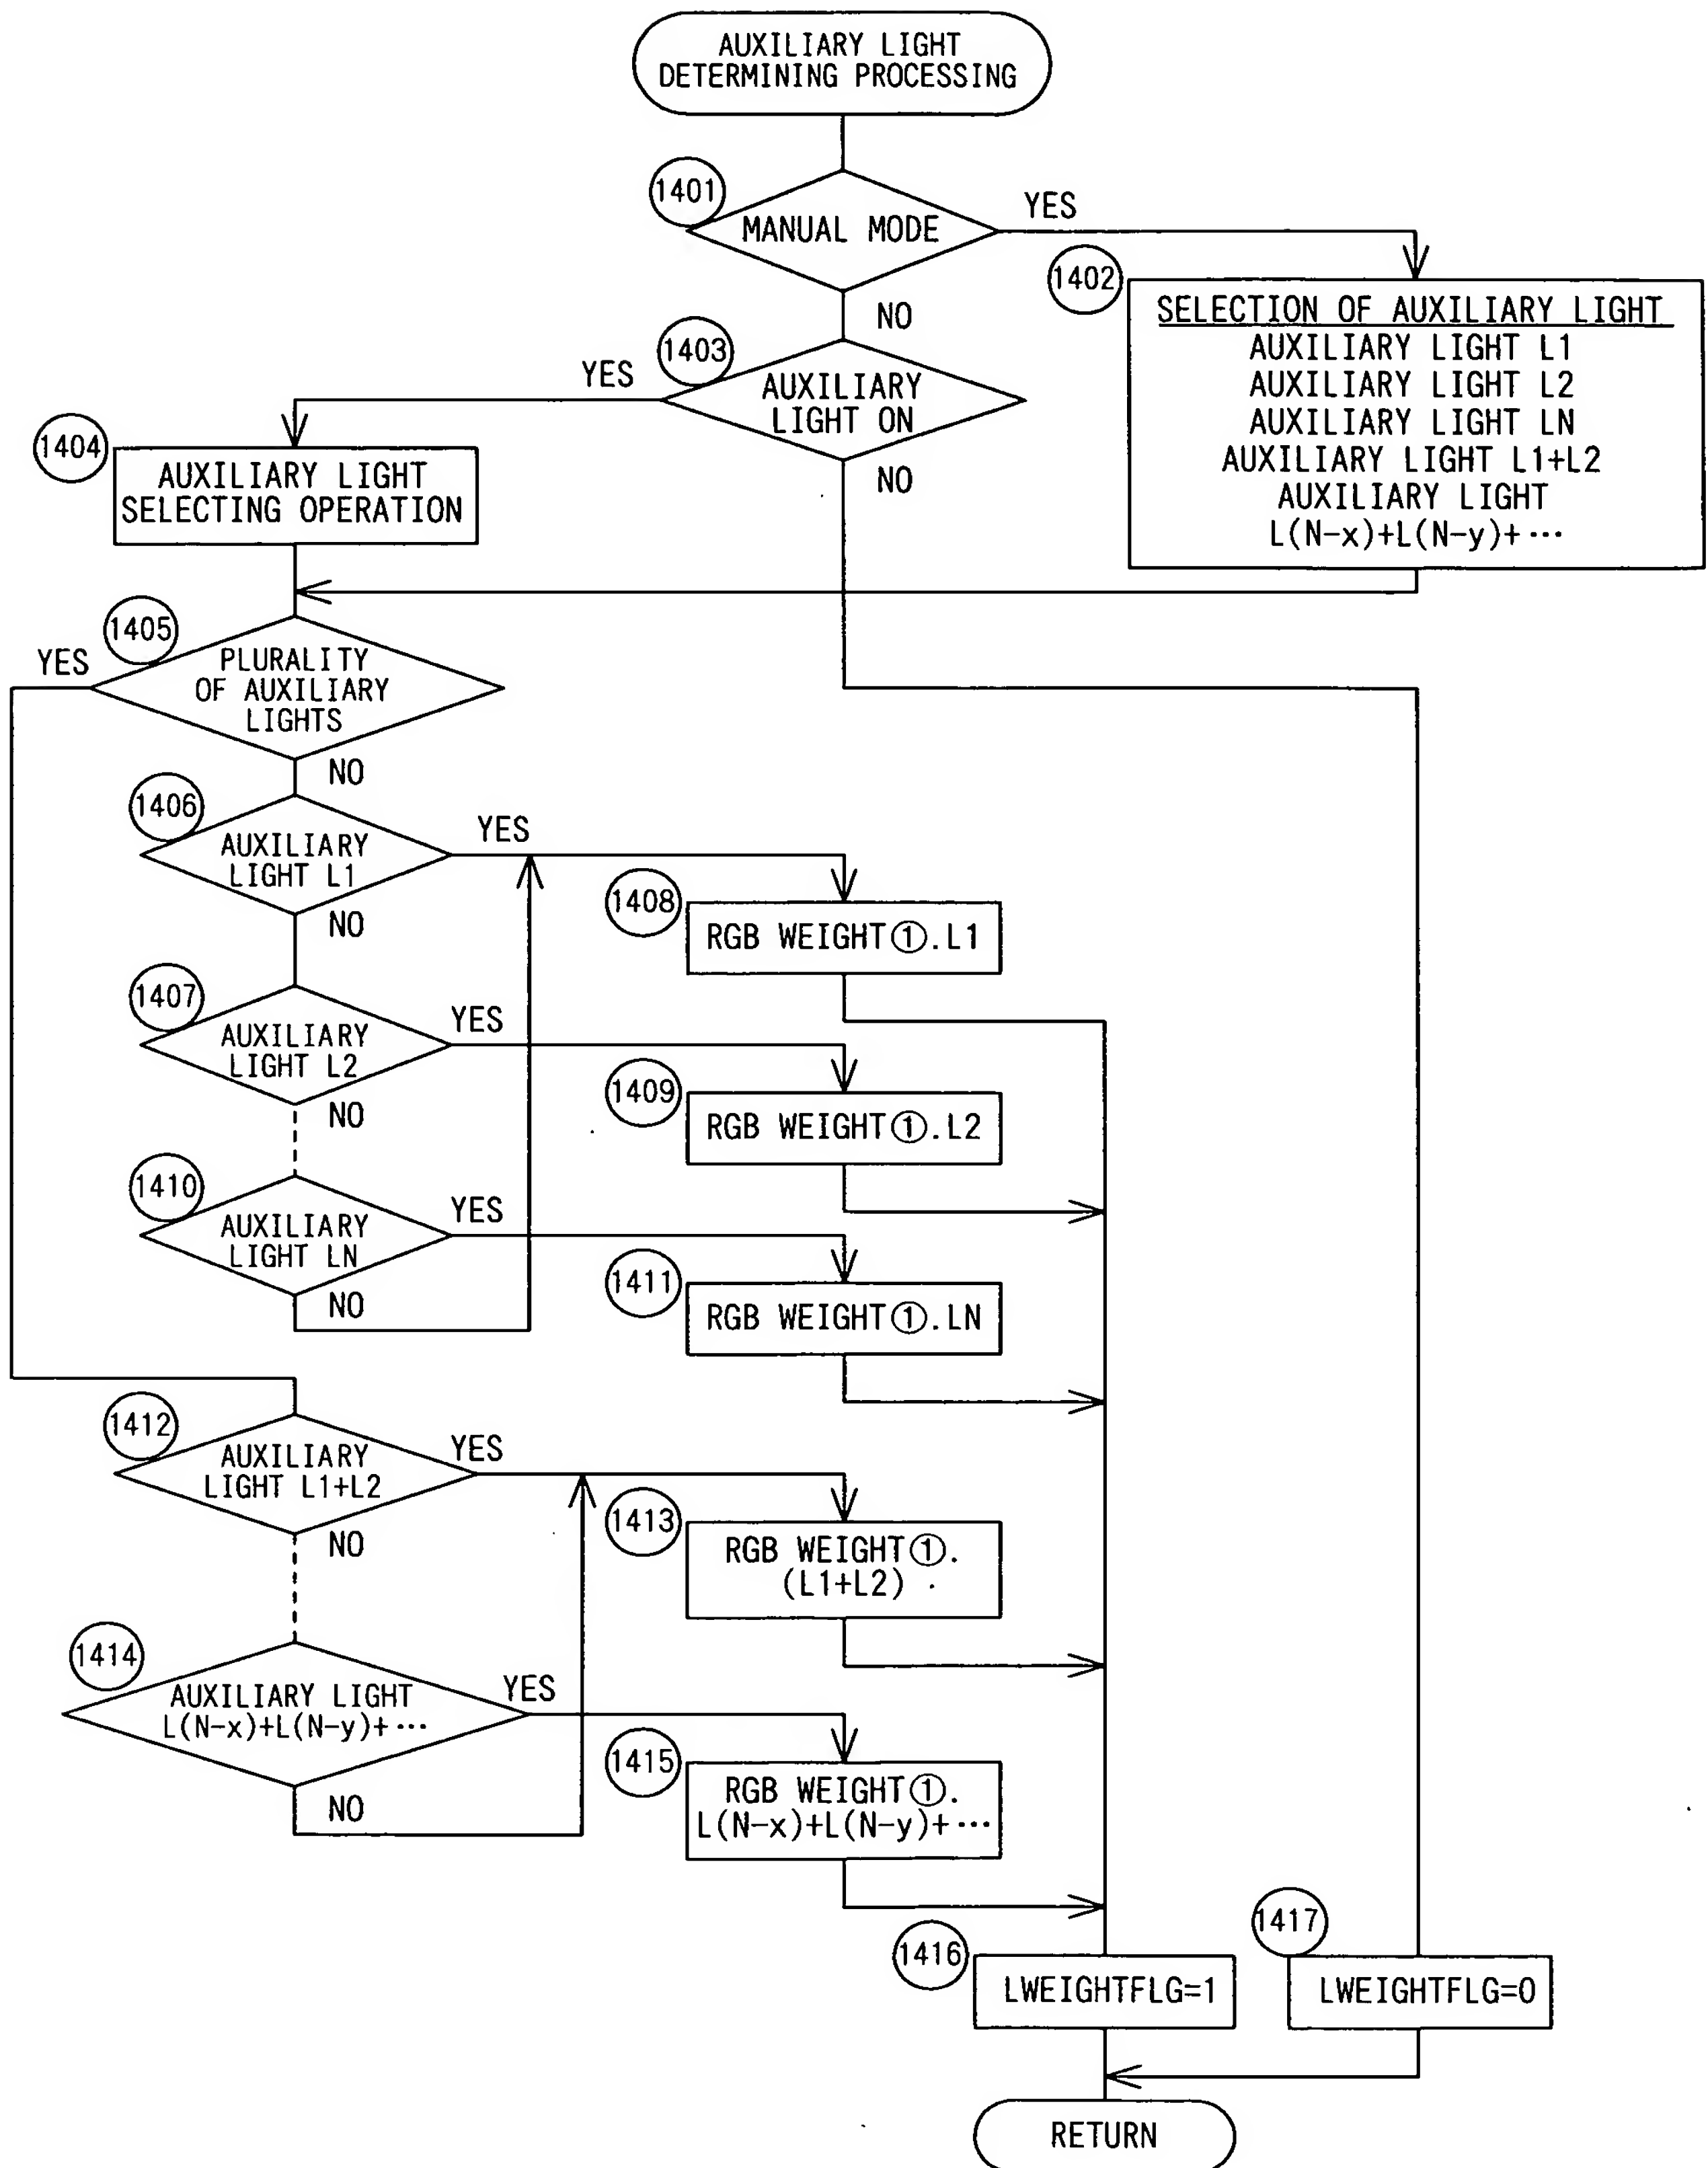 AUXILIARY LIGHT
DETERMINING PROCESSING
1401
MANUAL MODE
YES
NO
1402
SELECTION OF AUXILIARY LIGHT
AUXILIARY LIGHT L1
AUXILIARY LIGHT L2
AUXILIARY LIGHT LN
AUXILIARY LIGHT L1+L2
AUXILIARY LIGHT
L(N-x)+L(N-y)+⋯
1403
YES
AUXILIARY
LIGHT ON
NO
1404
AUXILIARY LIGHT
SELECTING OPERATION
1405
YES
PLURALITY
OF AUXILIARY
LIGHTS
NO
1406
AUXILIARY
LIGHT L1
YES
NO
1408
RGB WEIGHT①.L1
1407
AUXILIARY
LIGHT L2
YES
NO
1409
RGB WEIGHT①.L2
1410
AUXILIARY
LIGHT LN
YES
NO
1411
RGB WEIGHT①.LN
1412
AUXILIARY
LIGHT L1+L2
YES
NO
1413
RGB WEIGHT①.
(L1+L2)
1414
AUXILIARY LIGHT
L(N-x)+L(N-y)+⋯
YES
NO
1415
RGB WEIGHT①.
L(N-x)+L(N-y)+⋯
1416
LWEIGHTFLG=1
1417
LWEIGHTFLG=0
RETURN